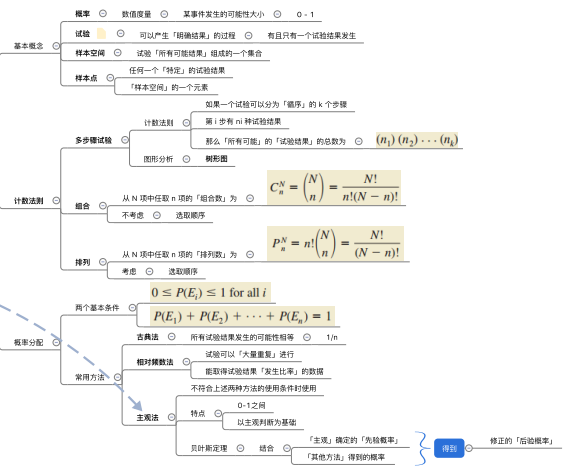 基本概念
概率
数值度量
某事件发生的可能性大小
0 - 1
试验
可以产生「明确结果」的过程
有且只有一个试验结果发生
样本空间
试验「所有可能结果」组成的一个集合
样本点
任何一个「特定」的试验结果
「样本空间」的一个元素
计数法则
多步骤试验
计数法则
如果一个试验可以分为「循序」的 k 个步骤
第 i 步有 ni 种试验结果
那么「所有可能」的「试验结果」的总数为
(n₁) (n₂) · · · (nₖ)
图形分析
树形图
组合
从 N 项中任取 n 项的「组合数」为
C_n^N = (N n) = N! / n!(N − n)!
不考虑
选取顺序
排列
从 N 项中任取 n 项的「排列数」为
P_n^N = n!(N n) = N! / (N − n)!
考虑
选取顺序
概率分配
两个基本条件
0 ≤ P(Eᵢ) ≤ 1 for all i
P(E₁) + P(E₂) + · · · + P(Eₙ) = 1
常用方法
古典法
所有试验结果发生的可能性相等
1/n
相对频数法
试验可以「大量重复」进行
能取得试验结果「发生比率」的数据
主观法
不符合上述两种方法的使用条件时使用
特点
0-1之间
以主观判断为基础
贝叶斯定理
结合
「主观」确定的「先验概率」
「其他方法」得到的概率
得到
修正的「后验概率」